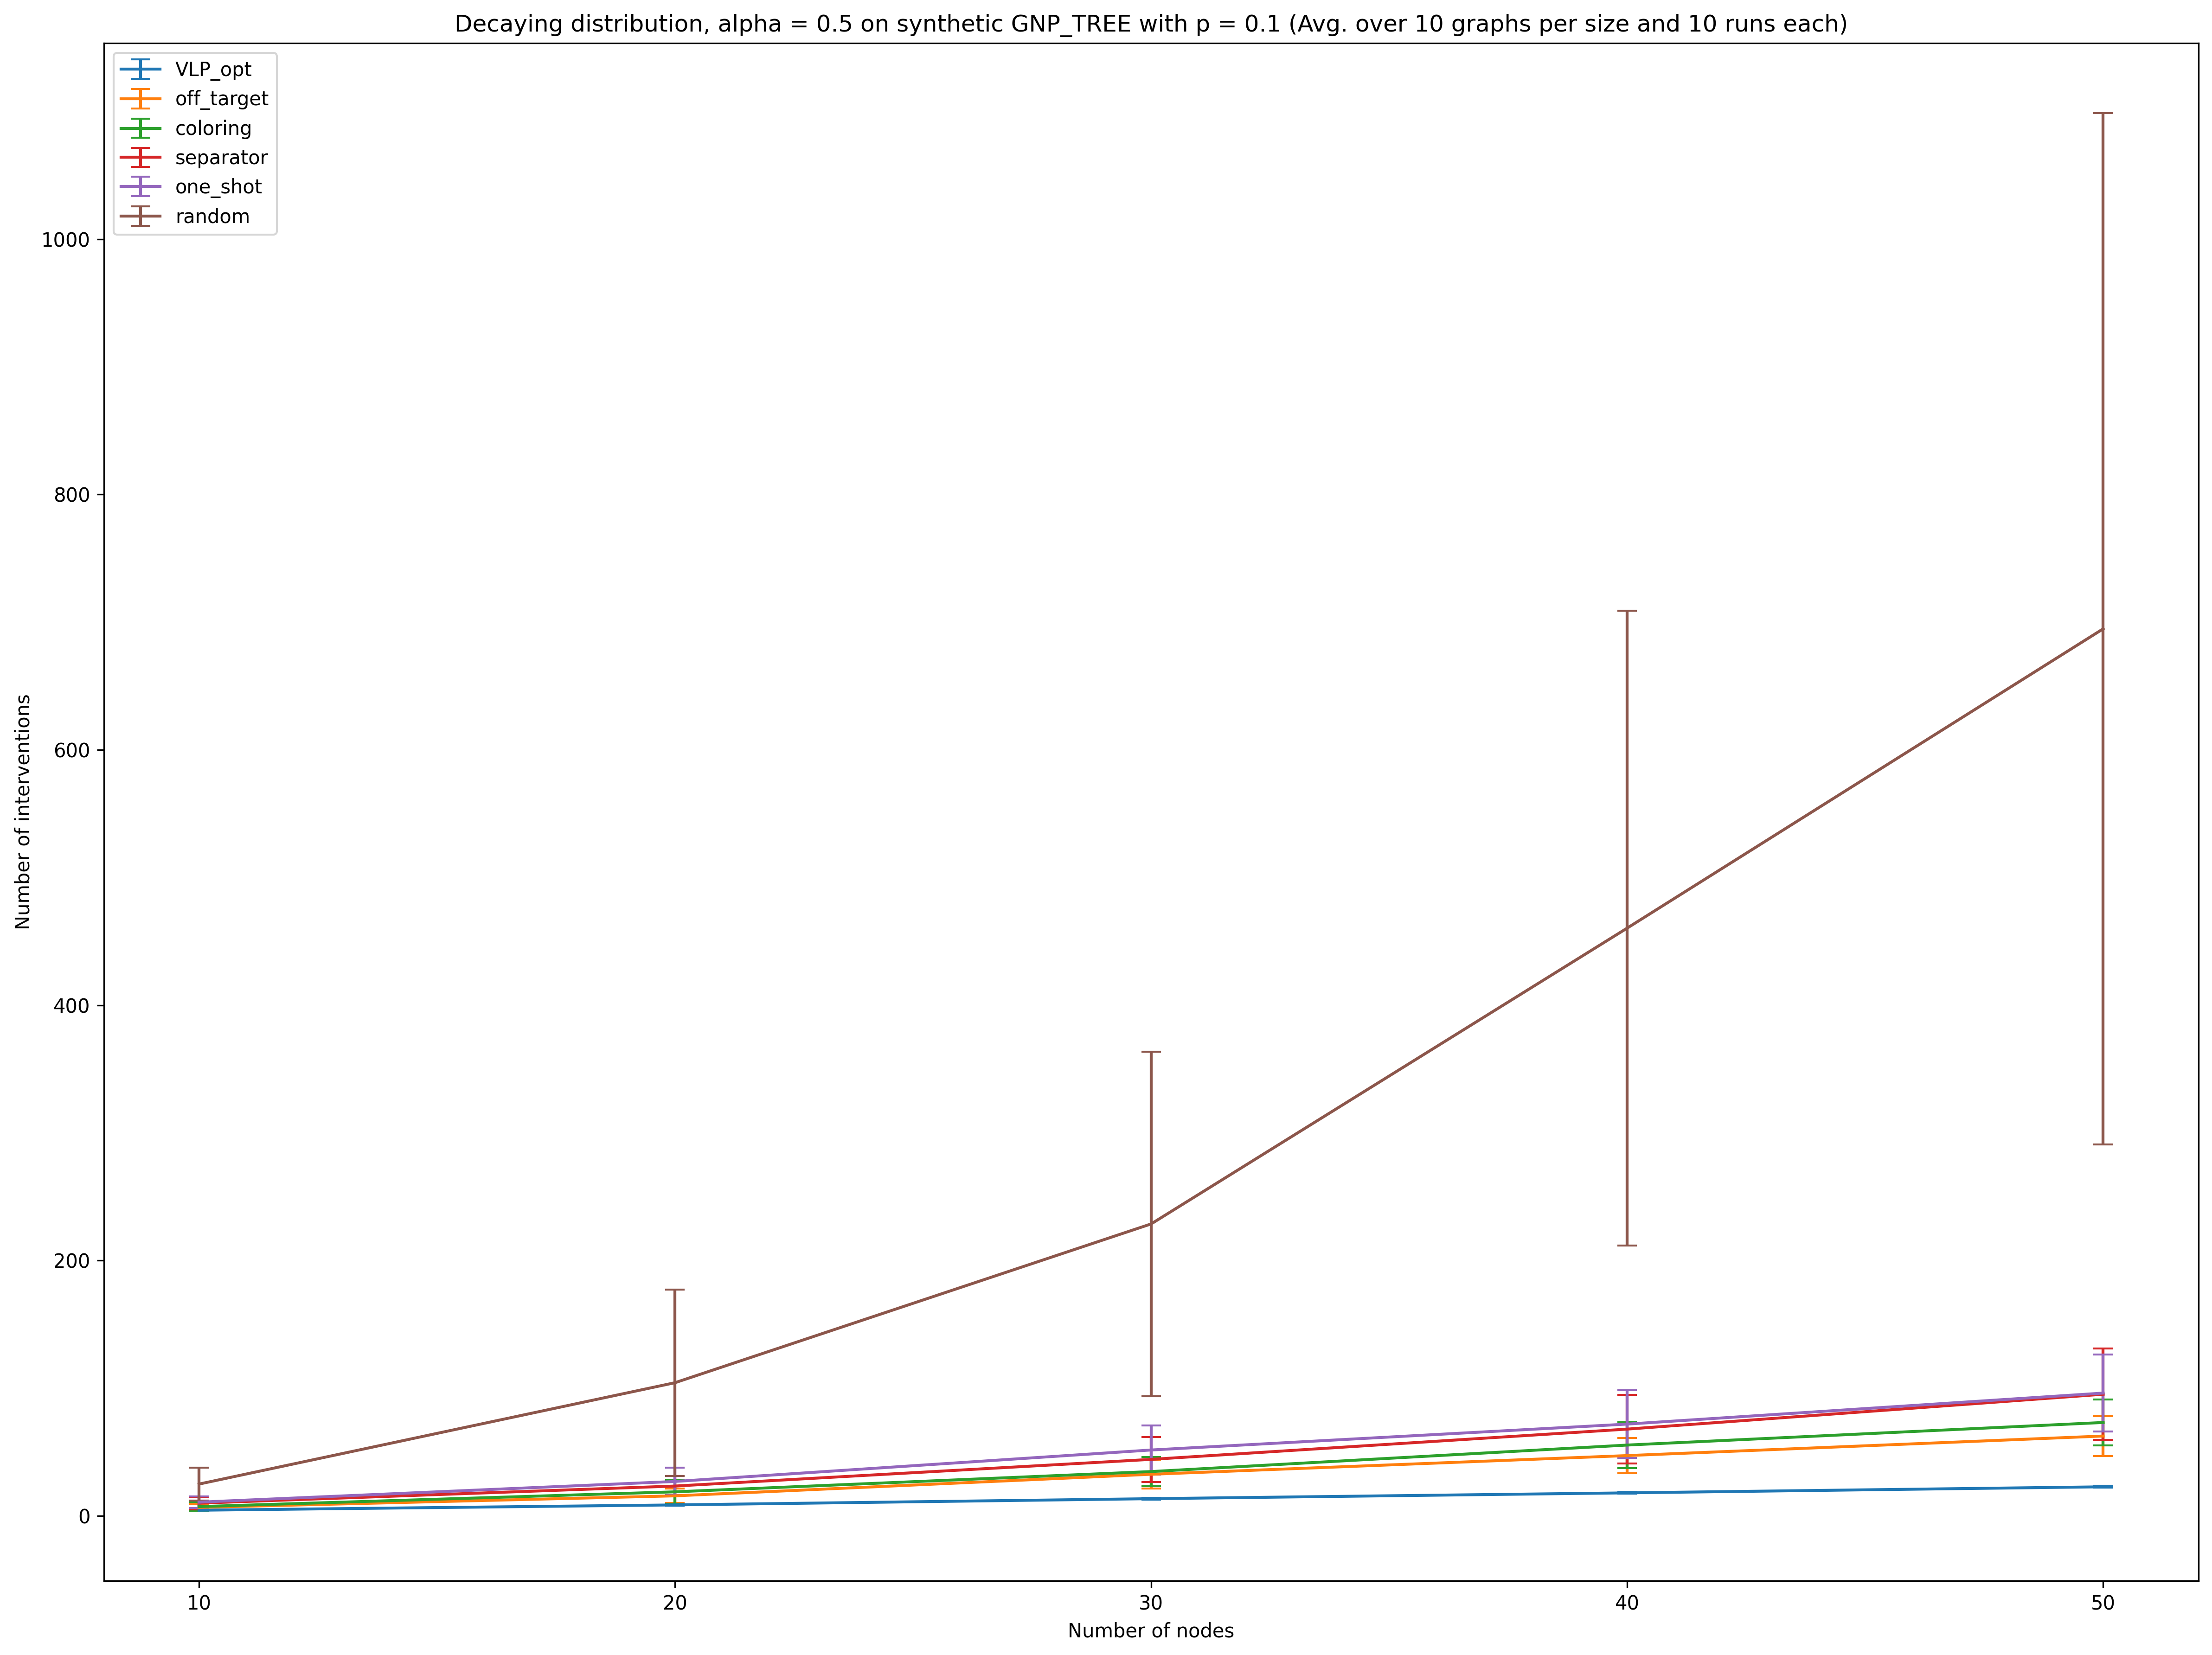 Decaying distribution, alpha = 0.5 on synthetic GNP_TREE with p = 0.1 (Avg. over 10 graphs per size and 10 runs each)
VLP_opt
off_target
coloring
separator
one_shot
random
1000
800
600
400
200
0
Number of interventions
10 20 30 40 50
Number of nodes